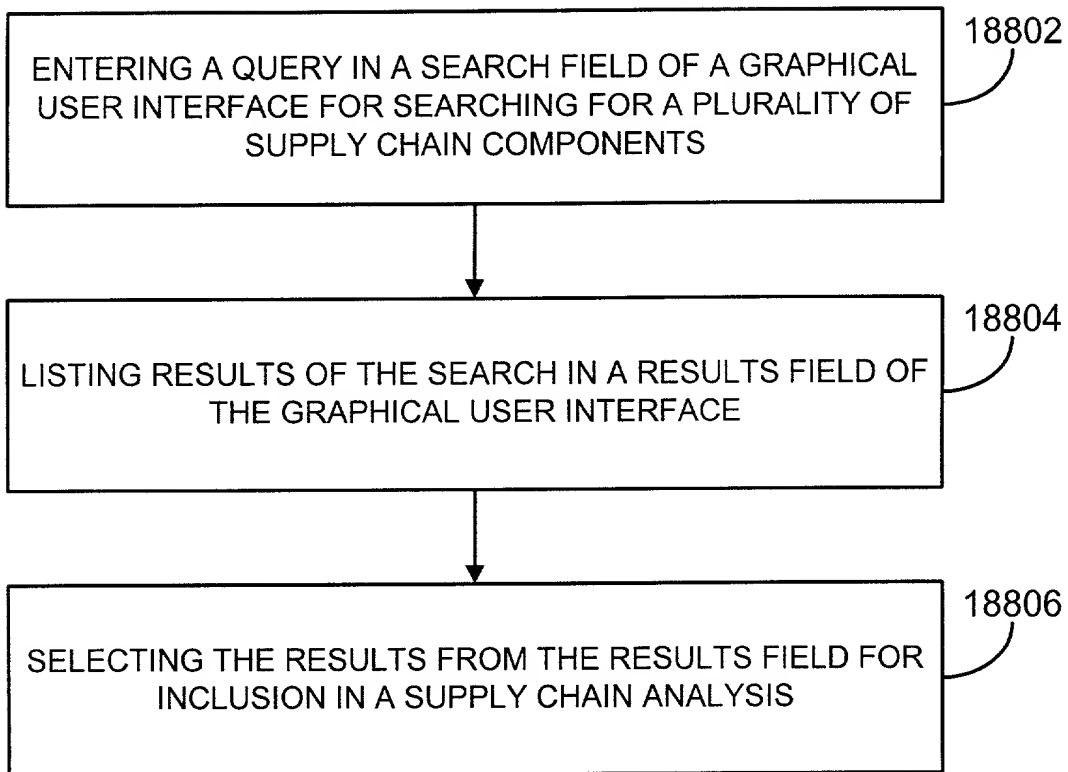 18802
ENTERING A QUERY IN A SEARCH FIELD OF A GRAPHICAL
USER INTERFACE FOR SEARCHING FOR A PLURALITY OF
SUPPLY CHAIN COMPONENTS
18804
LISTING RESULTS OF THE SEARCH IN A RESULTS FIELD OF
THE GRAPHICAL USER INTERFACE
18806
SELECTING THE RESULTS FROM THE RESULTS FIELD FOR
INCLUSION IN A SUPPLY CHAIN ANALYSIS